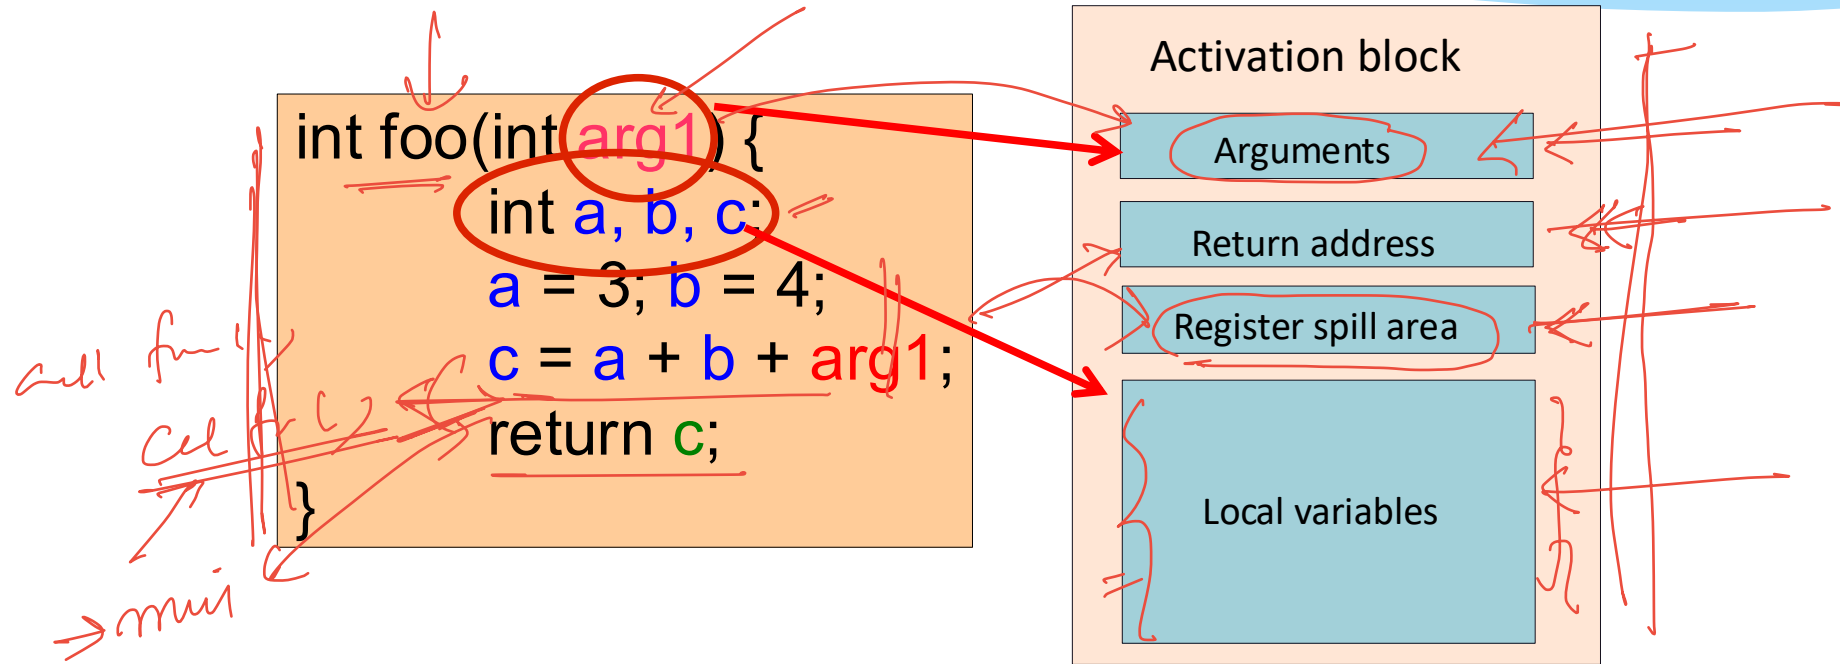 int foo(int arg1) {
int a, b, c;
a = 3; b = 4;
c = a + b + arg1;
return c;
}
Activation block
Arguments
Return address
Register spill area
Local variables